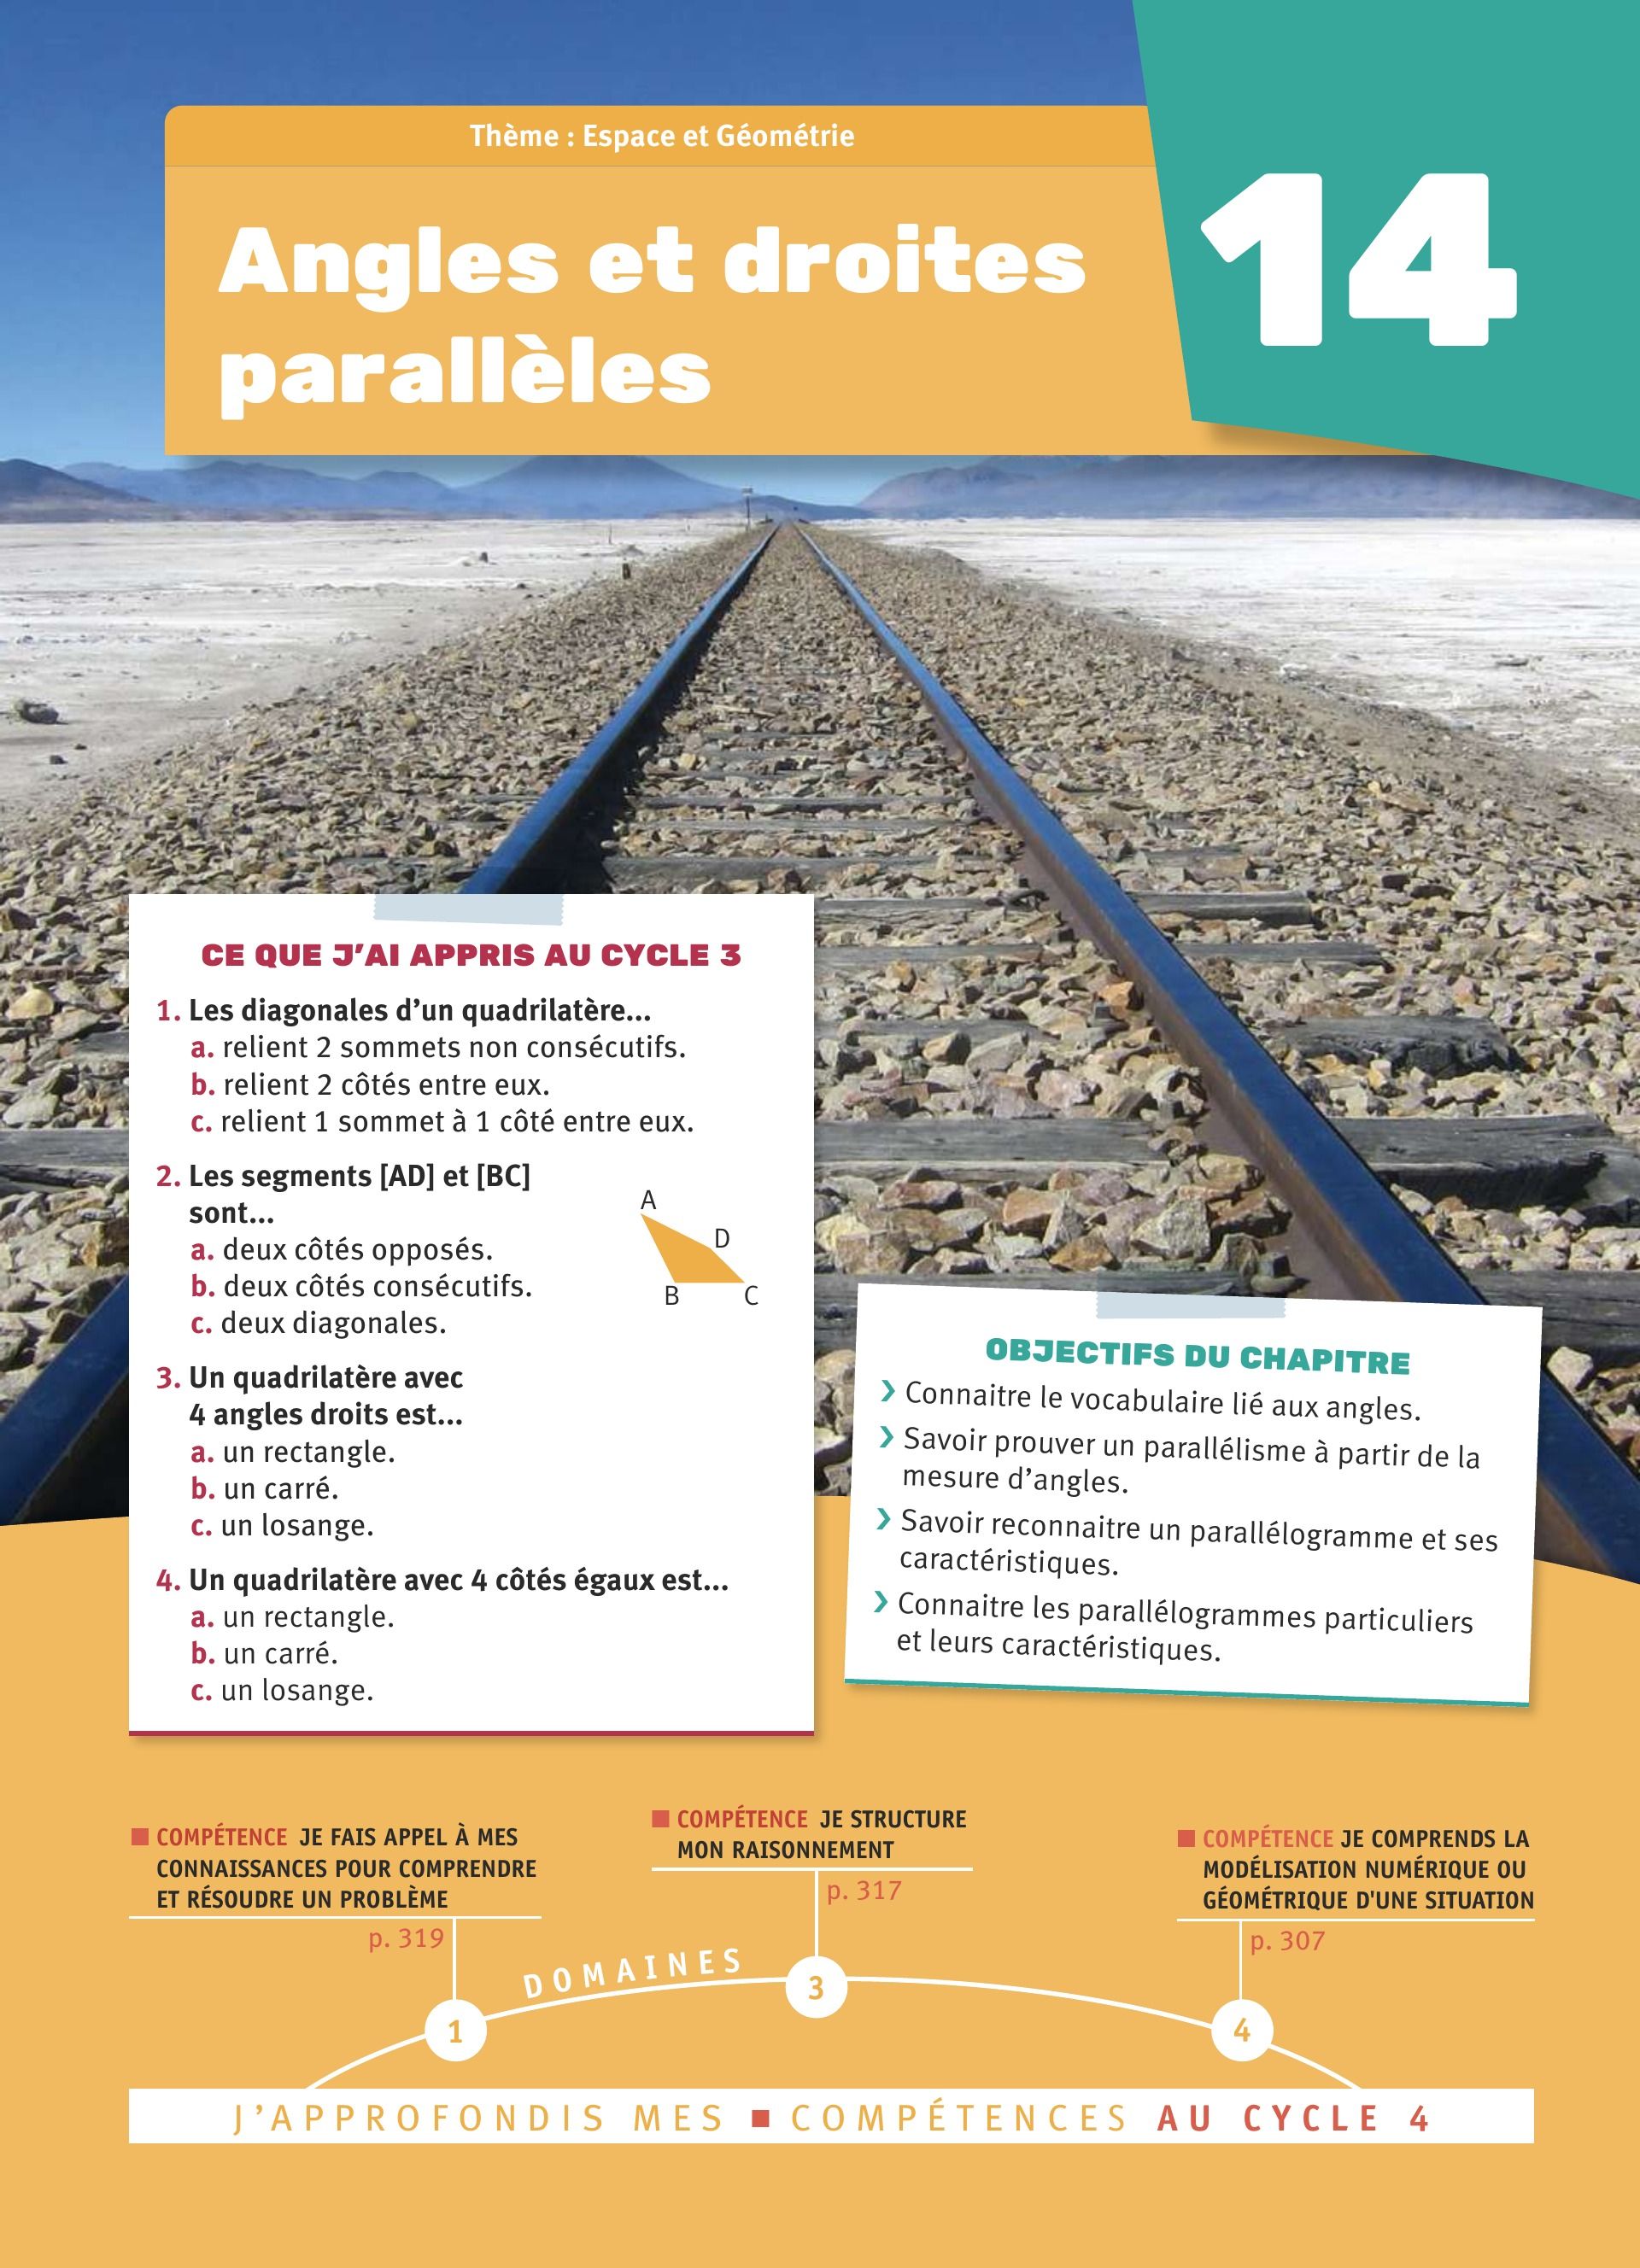 Thème : Espace et Géométrie
14
Angles et droites
parallèles
CE QUE J'AI APPRIS AU CYCLE 3
1. Les diagonales d'un quadrilatère...
a. relient 2 sommets non consécutifs.
b. relient 2 côtés entre eux.
c. relient 1 sommet à 1 côté entre eux.
2. Les segments [AD] et [BC]
sont...
a. deux côtés opposés.
b. deux côtés consécutifs.
c. deux diagonales.
A
D
B
C
3. Un quadrilatère avec
4 angles droits est...
a. un rectangle.
b. un carré.
c. un losange.
4. Un quadrilatère avec 4 côtés égaux est...
a. un rectangle.
b. un carré.
c. un losange.
OBJECTIFS DU CHAPITRE
› Connaitre le vocabulaire lié aux angles.
› Savoir prouver un parallélisme à partir de la
mesure d'angles.
› Savoir reconnaitre un parallélogramme et ses
caractéristiques.
› Connaitre les parallélogrammes particuliers
et leurs caractéristiques.
■ COMPÉTENCE JE FAIS APPEL À MES
CONNAISSANCES POUR COMPRENDRE
ET RÉSOUDRE UN PROBLÈME
p. 319
■ COMPÉTENCE JE STRUCTURE
MON RAISONNEMENT
p. 317
■ COMPÉTENCE JE COMPRENDS LA
MODÉLISATION NUMÉRIQUE OU
GÉOMÉTRIQUE D'UNE SITUATION
p. 307
DOMAINES
1
3
4
J'APPROFONDIS MES ■ COMPÉTENCES AU CYCLE 4